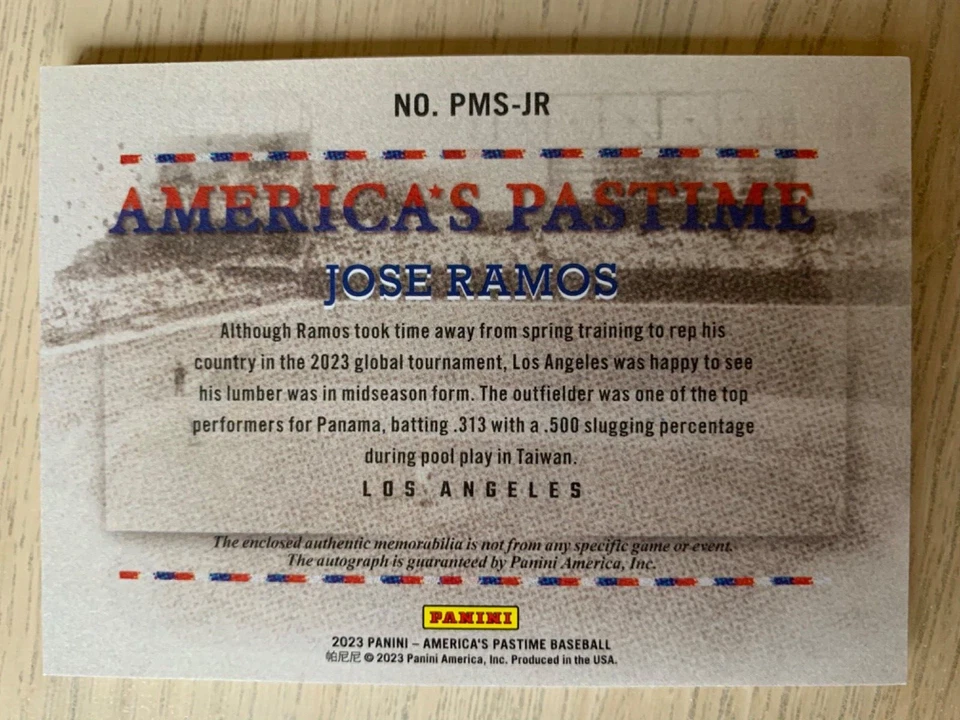 NO. PMS-JR
AMERICA'S PASTIME
JOSE RAMOS
Although Ramos took time away from spring training to rep his
country in the 2023 global tournament, Los Angeles was happy to see
his lumber was in midseason form. The outfielder was one of the top
performers for Panama, batting .313 with a .500 slugging percentage
during pool play in Taiwan.
LOS ANGELES
The enclosed authentic memorabilia is not from any specific game or event.
The autograph is guaranteed by Panini America, Inc.
PANINI
2023 PANINI – AMERICA'S PASTIME BASEBALL
帕尼尼 © 2023 Panini America, Inc. Produced in the USA.